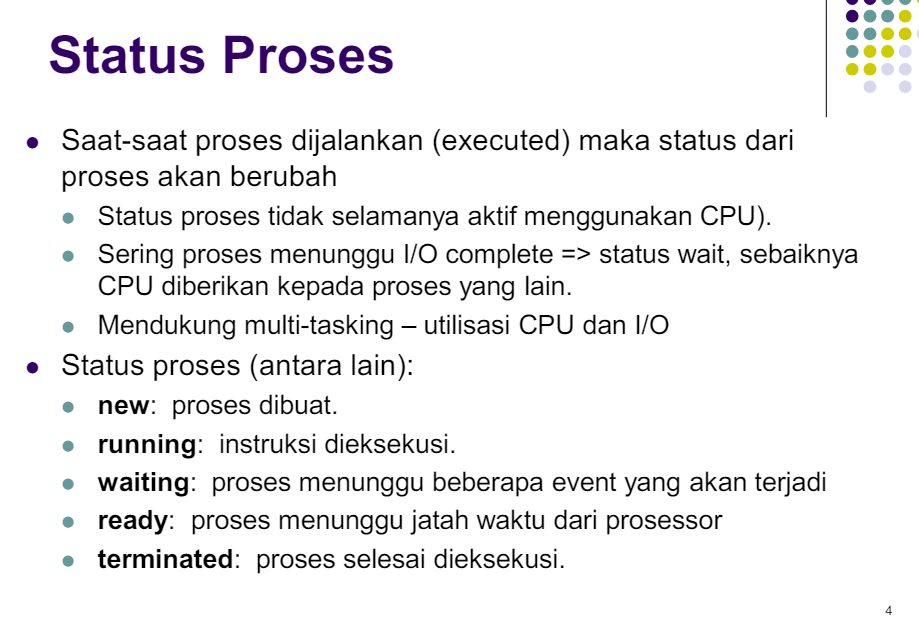 Status Proses
Saat-saat proses dijalankan (executed) maka status dari
proses akan berubah
Status proses tidak selamanya aktif menggunakan CPU).
Sering proses menunggu I/O complete => status wait, sebaiknya
CPU diberikan kepada proses yang lain.
Mendukung multi-tasking – utilisasi CPU dan I/O
Status proses (antara lain):
new: proses dibuat.
running: instruksi dieksekusi.
waiting: proses menunggu beberapa event yang akan terjadi
ready: proses menunggu jatah waktu dari prosessor
terminated: proses selesai dieksekusi.
4